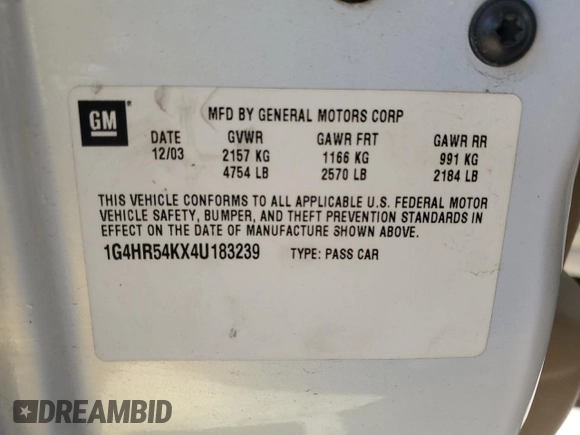 GM
MFD BY GENERAL MOTORS CORP
DATE GVWR GAWR FRT GAWR RR
12/03 2157 KG 1166 KG 991 KG
4754 LB 2570 LB 2184 LB
THIS VEHICLE CONFORMS TO ALL APPLICABLE U.S. FEDERAL MOTOR
VEHICLE SAFETY, BUMPER, AND THEFT PREVENTION STANDARDS IN
EFFECT ON THE DATE OF MANUFACTURE SHOWN ABOVE.
1G4HR54KX4U183239 TYPE: PASS CAR
DREAMBID